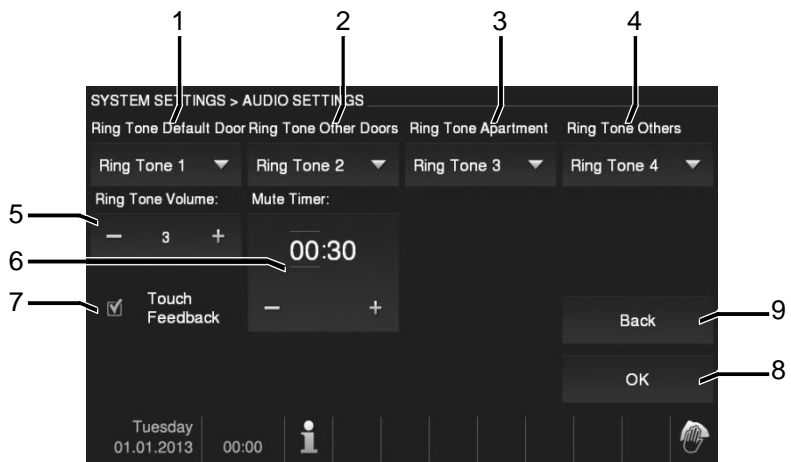 1 2 3 4
SYSTEM SETTINGS > AUDIO SETTINGS
Ring Tone Default Door Ring Tone Other Doors Ring Tone Apartment Ring Tone Others
Ring Tone 1 Ring Tone 2 Ring Tone 3 Ring Tone 4
Ring Tone Volume: Mute Timer:
5
− 3 +
00:30
6
7
Touch
Feedback
− +
Back
9
OK
8
Tuesday
01.01.2013 00:00 i